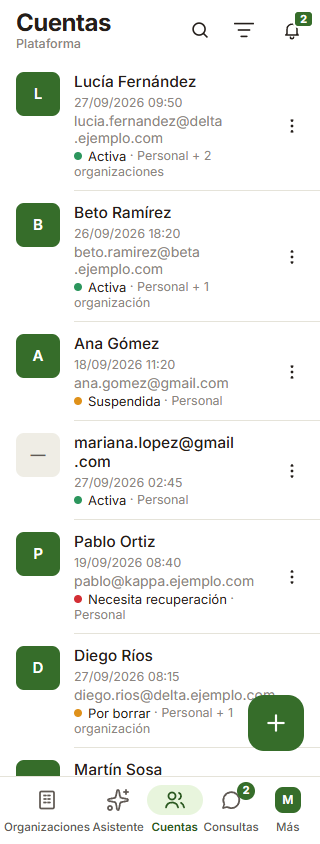 Cuentas
Plataforma
2
L
Lucía Fernández
27/09/2026 09:50
lucia.fernandez@delta
.ejemplo.com
Activa · Personal + 2
organizaciones
B
Beto Ramírez
26/09/2026 18:20
beto.ramirez@beta
.ejemplo.com
Activa · Personal + 1
organización
A
Ana Gómez
18/09/2026 11:20
ana.gomez@gmail.com
Suspendida · Personal
—
mariana.lopez@gmail
.com
27/09/2026 02:45
Activa · Personal
P
Pablo Ortiz
19/09/2026 08:40
pablo@kappa.ejemplo.com
Necesita recuperación ·
Personal
D
Diego Ríos
27/09/2026 08:15
diego.rios@delta.ejemplo.com
Por borrar · Personal + 1
organización
Martín Sosa
2
M
Organizaciones Asistente Cuentas Consultas Más